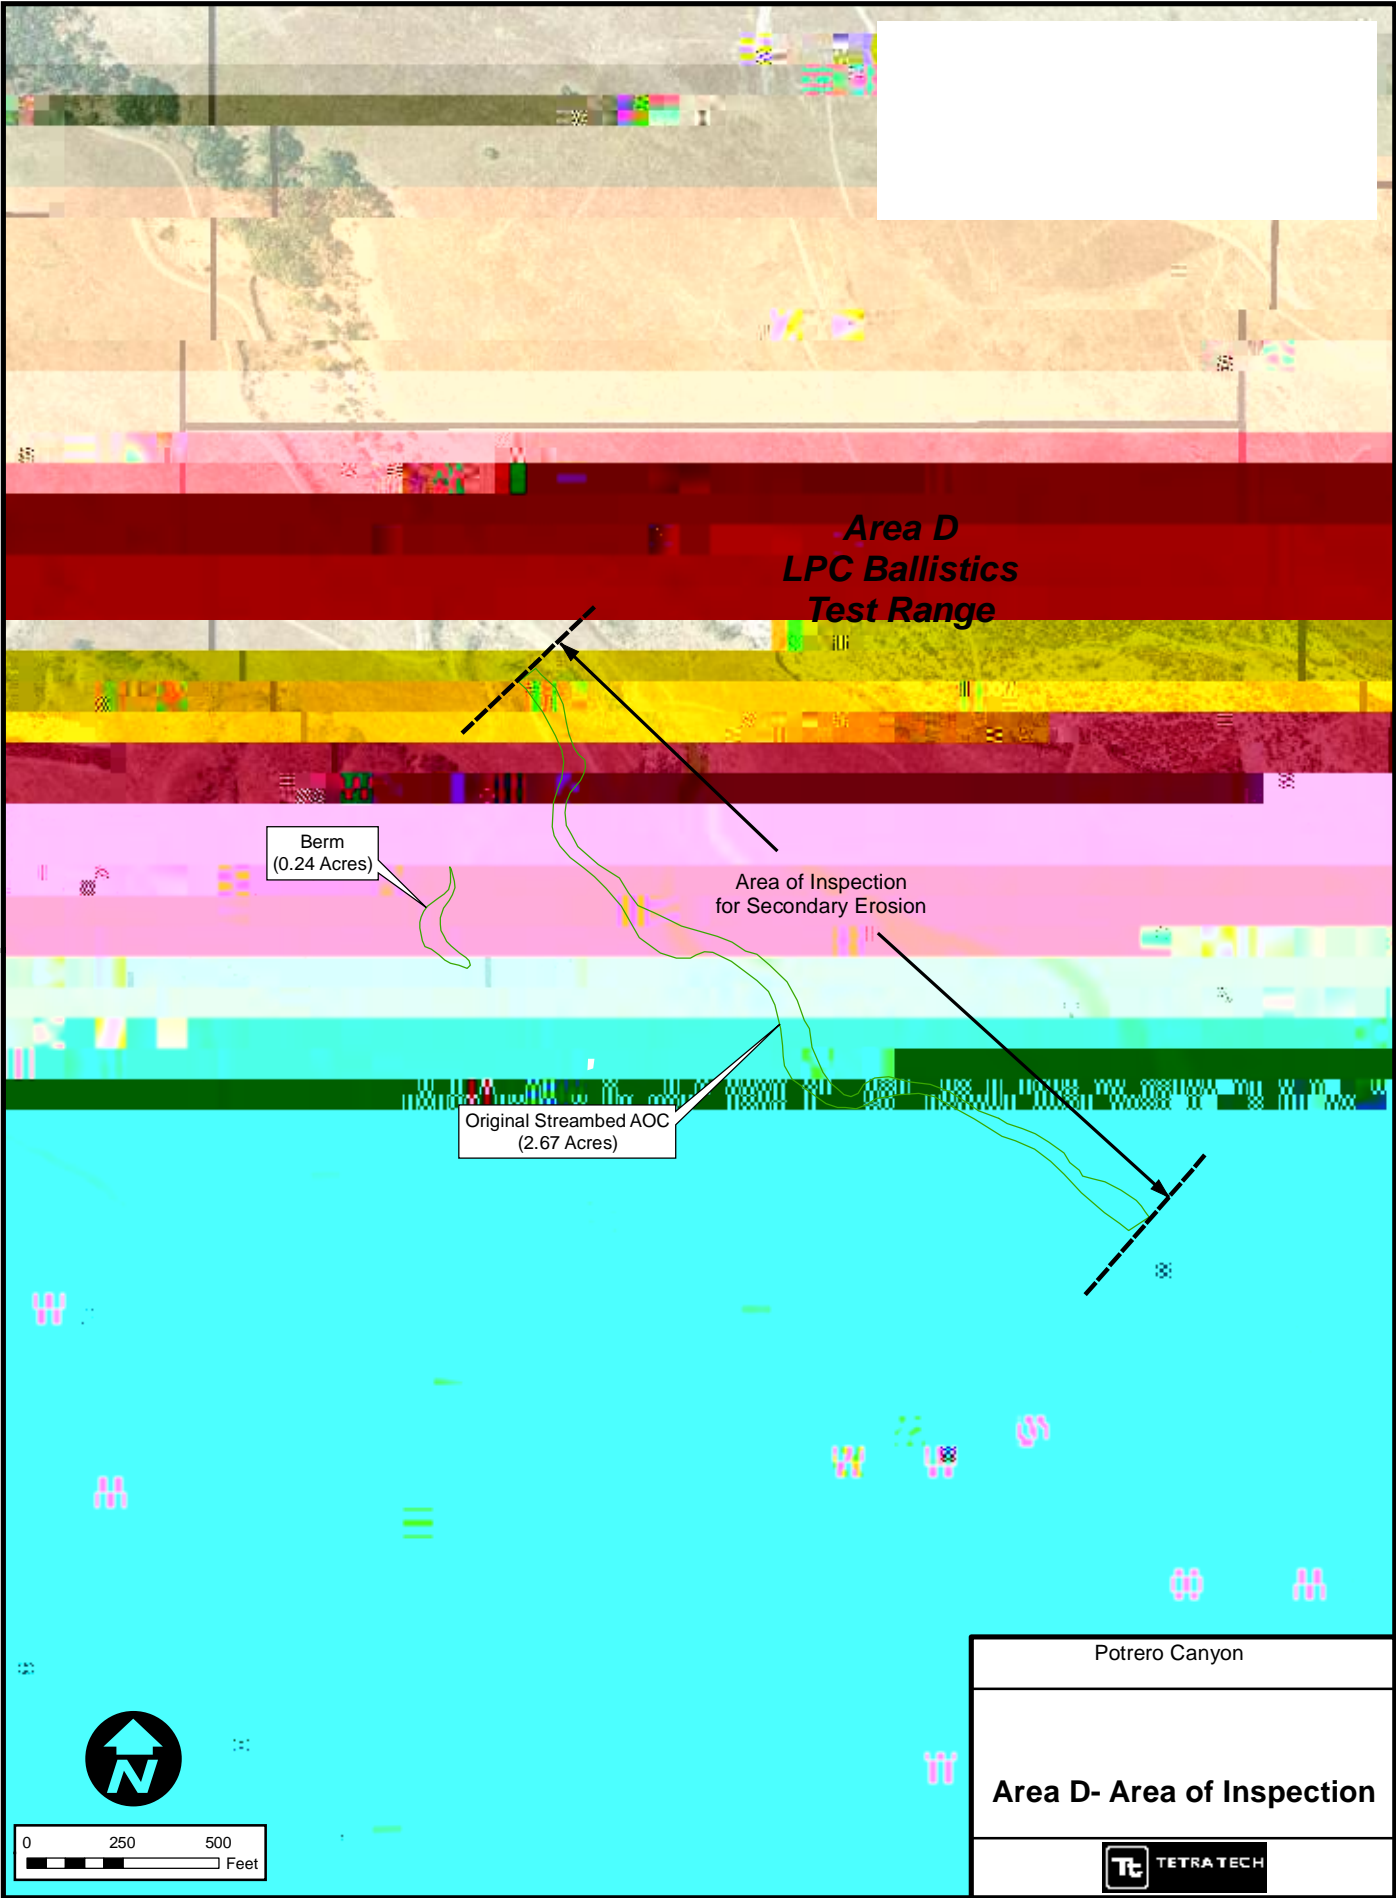 Area D
LPC Ballistics
Test Range
Berm
(0.24 Acres)
Area of Inspection
for Secondary Erosion
Original Streambed AOC
(2.67 Acres)
Potrero Canyon
Area D- Area of Inspection
N
0 250 500
Feet
Tt TETRA TECH